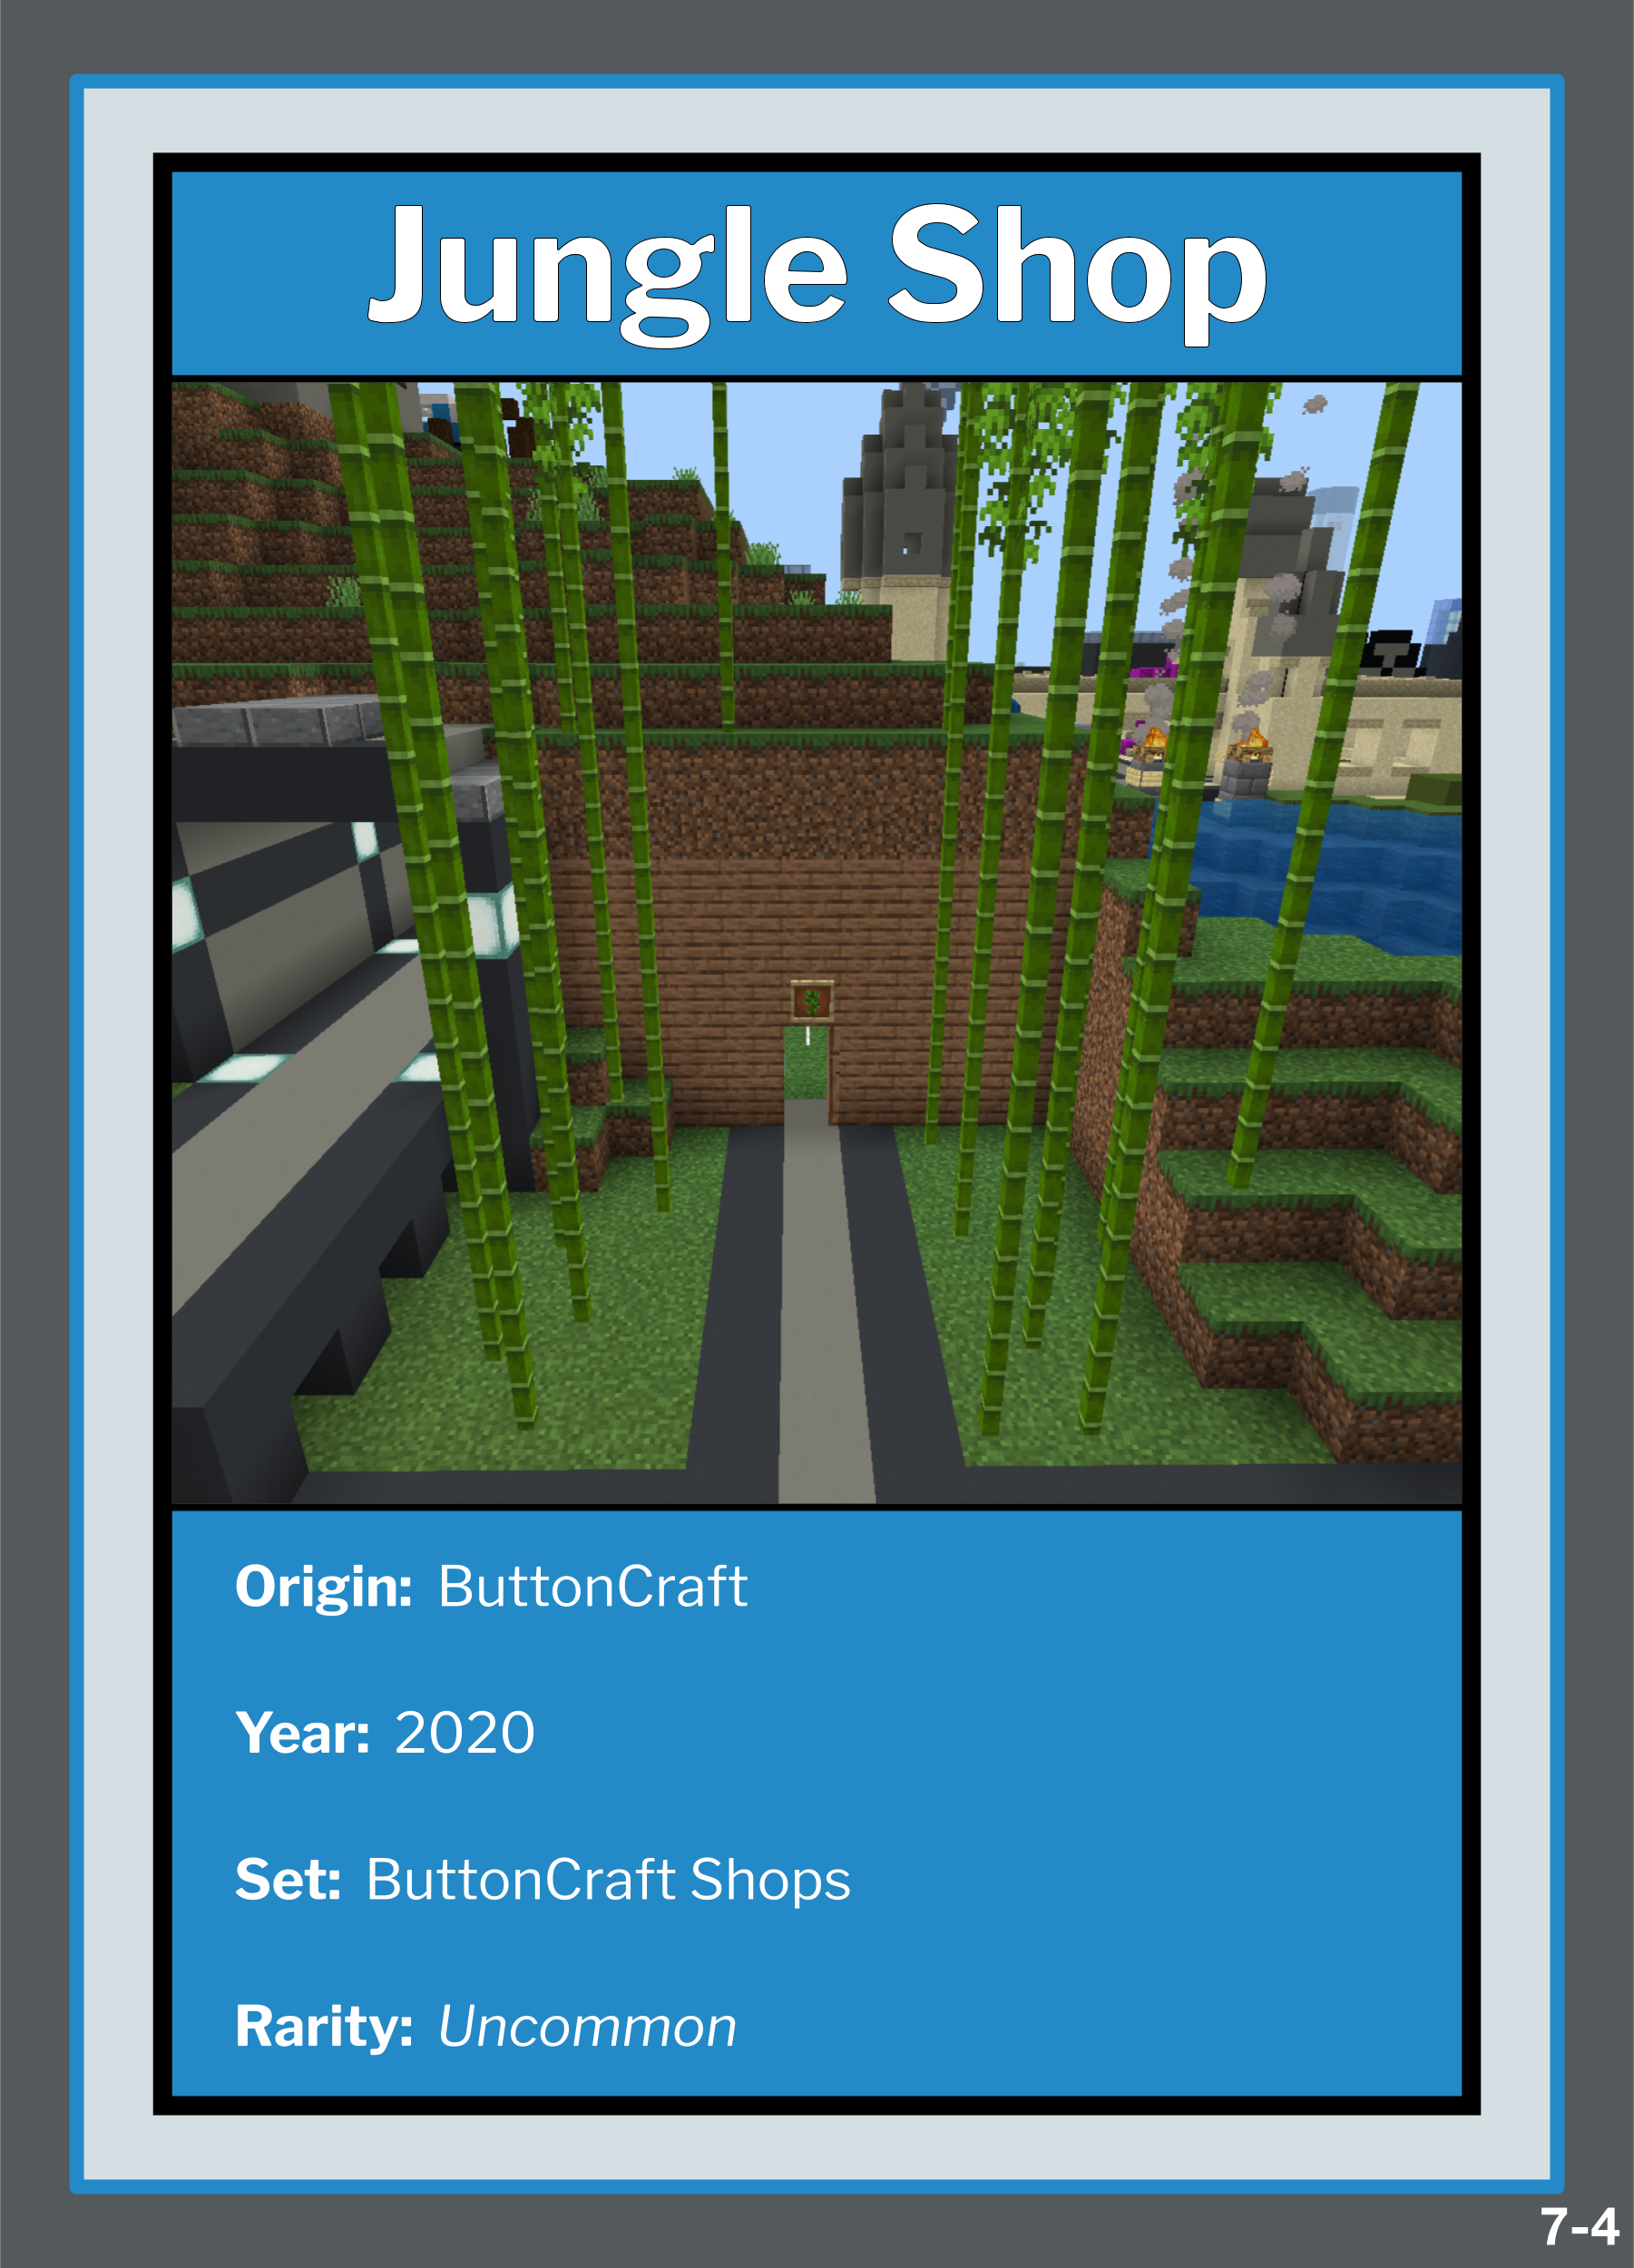 Jungle Shop
Origin: ButtonCraft
Year: 2020
Set: ButtonCraft Shops
Rarity: Uncommon
7-4